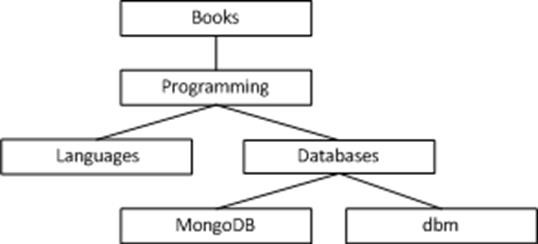 Books
Programming
Languages
Databases
MongoDB
dbm